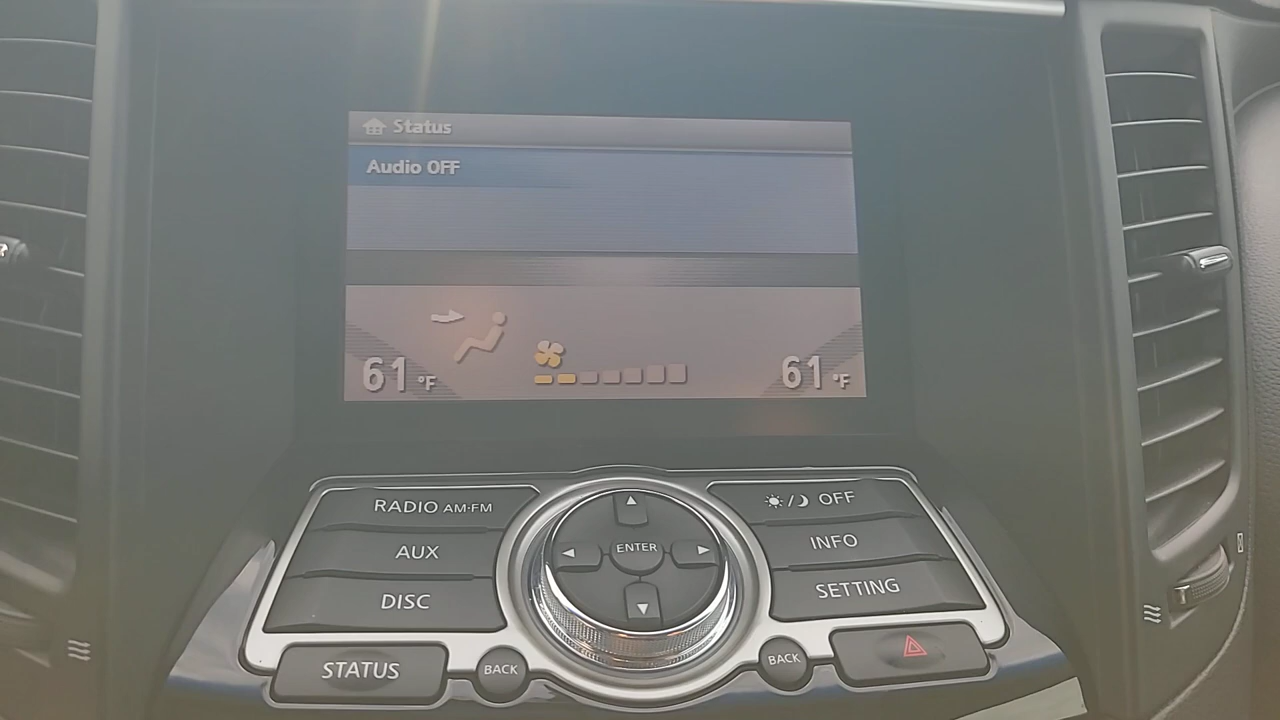 Status
Audio OFF
61 °F
61 °F
RADIO AM·FM
AUX
DISC
STATUS
BACK
ENTER
OFF
INFO
SETTING
BACK